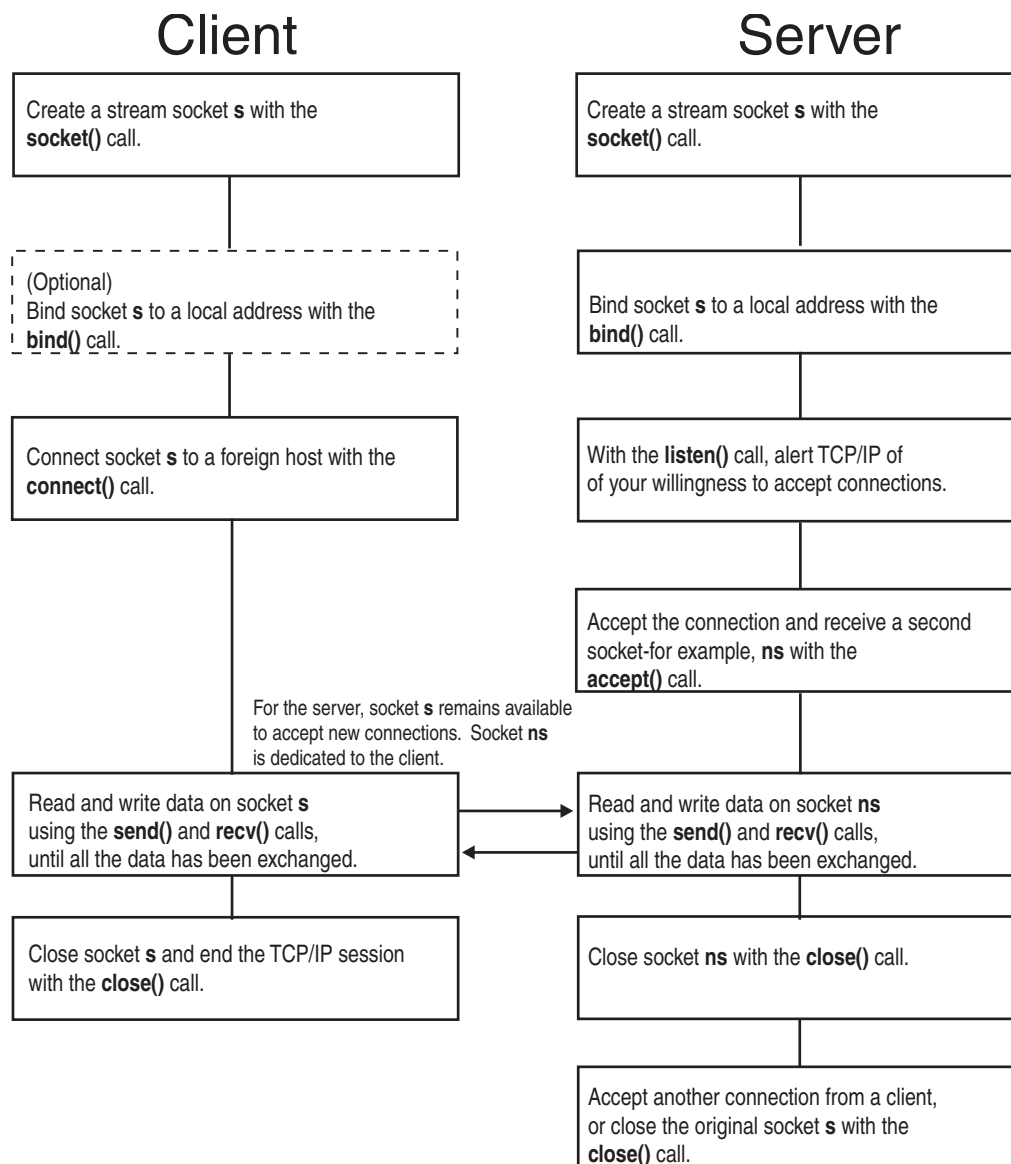 Client
Server
Create a stream socket s with the
socket() call.
Create a stream socket s with the
socket() call.
(Optional)
Bind socket s to a local address with the
bind() call.
Bind socket s to a local address with the
bind() call.
Connect socket s to a foreign host with the
connect() call.
With the listen() call, alert TCP/IP of
of your willingness to accept connections.
Accept the connection and receive a second
socket-for example, ns with the
accept() call.
For the server, socket s remains available
to accept new connections. Socket ns
is dedicated to the client.
Read and write data on socket s
using the send() and recv() calls,
until all the data has been exchanged.
Read and write data on socket ns
using the send() and recv() calls,
until all the data has been exchanged.
Close socket s and end the TCP/IP session
with the close() call.
Close socket ns with the close() call.
Accept another connection from a client,
or close the original socket s with the
close() call.